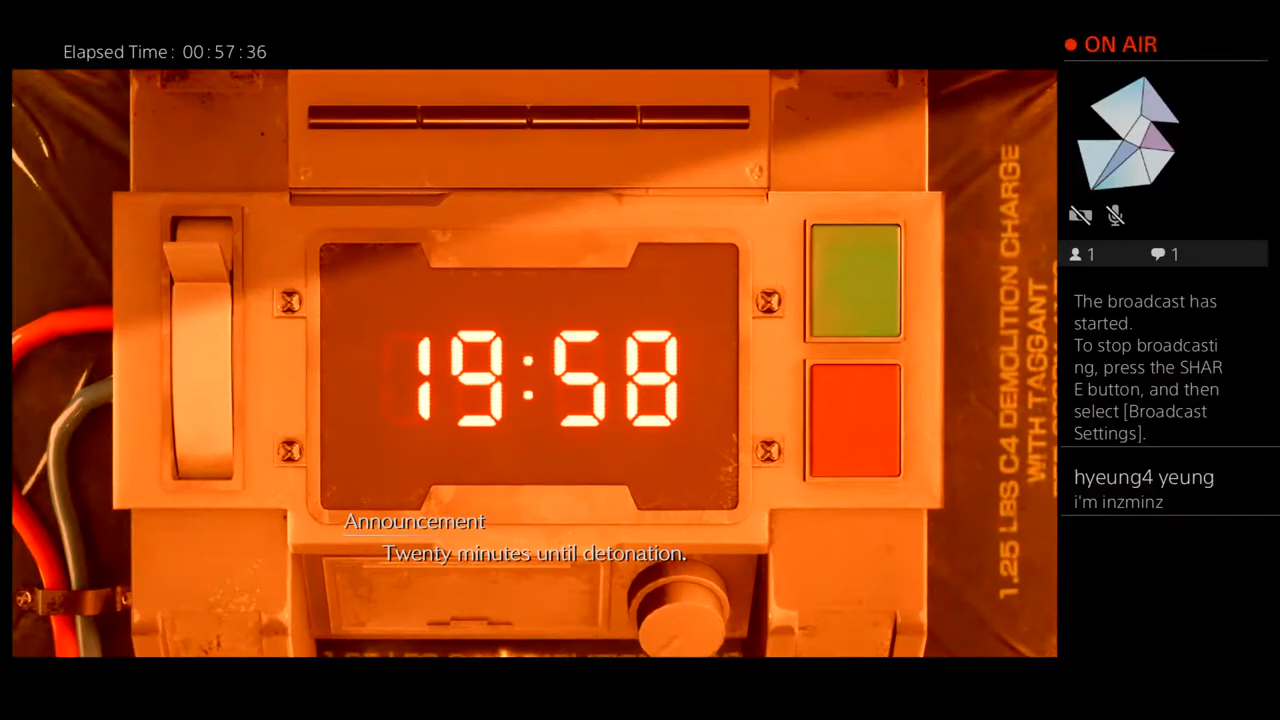 Elapsed Time: 00:57:36
ON AIR
19:58
1.25 LBS C4 DEMOLITION CHARGE
WITH TAGGANT
Announcement
Twenty minutes until detonation.
1
1
The broadcast has
started.
To stop broadcasti
ng, press the SHAR
E button, and then
select [Broadcast
Settings].
hyeung4 yeung
i'm inzminz